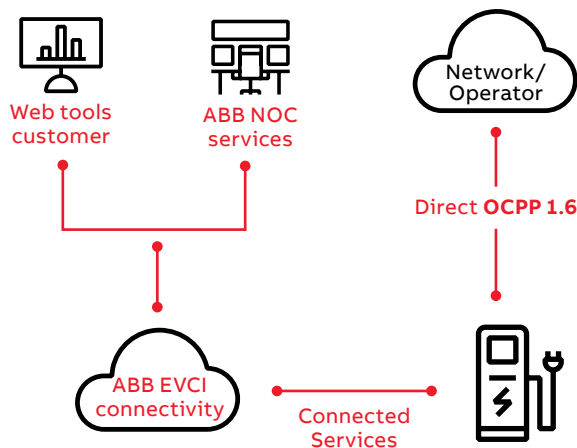 Web tools
customer
ABB NOC
services
Network/
Operator
Direct OCPP 1.6
ABB EVCI
connectivity
Connected
Services